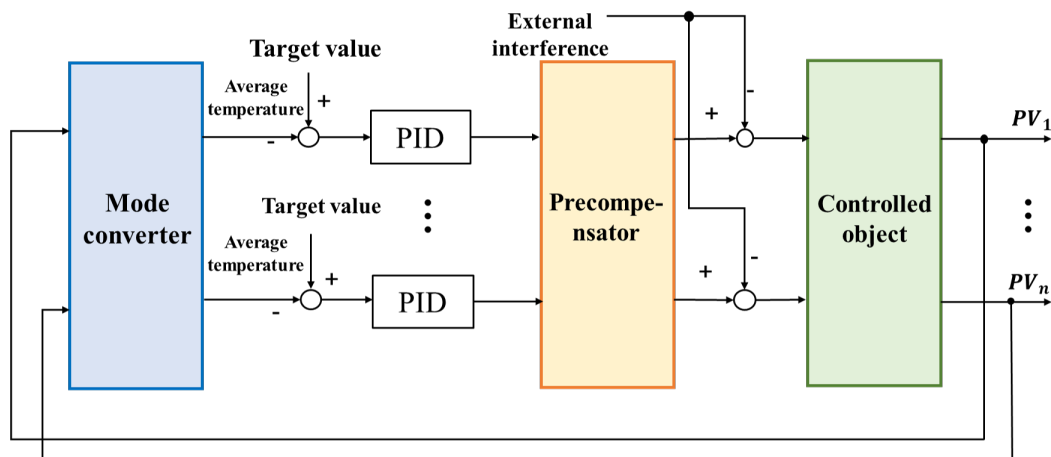 External
interference
Target value
Average
temperature
+
-
PID
+
-
PV₁
Mode
converter
Precompe-
nsator
Controlled
object
Target value
Average
temperature
+
-
PID
+
-
PVₙ